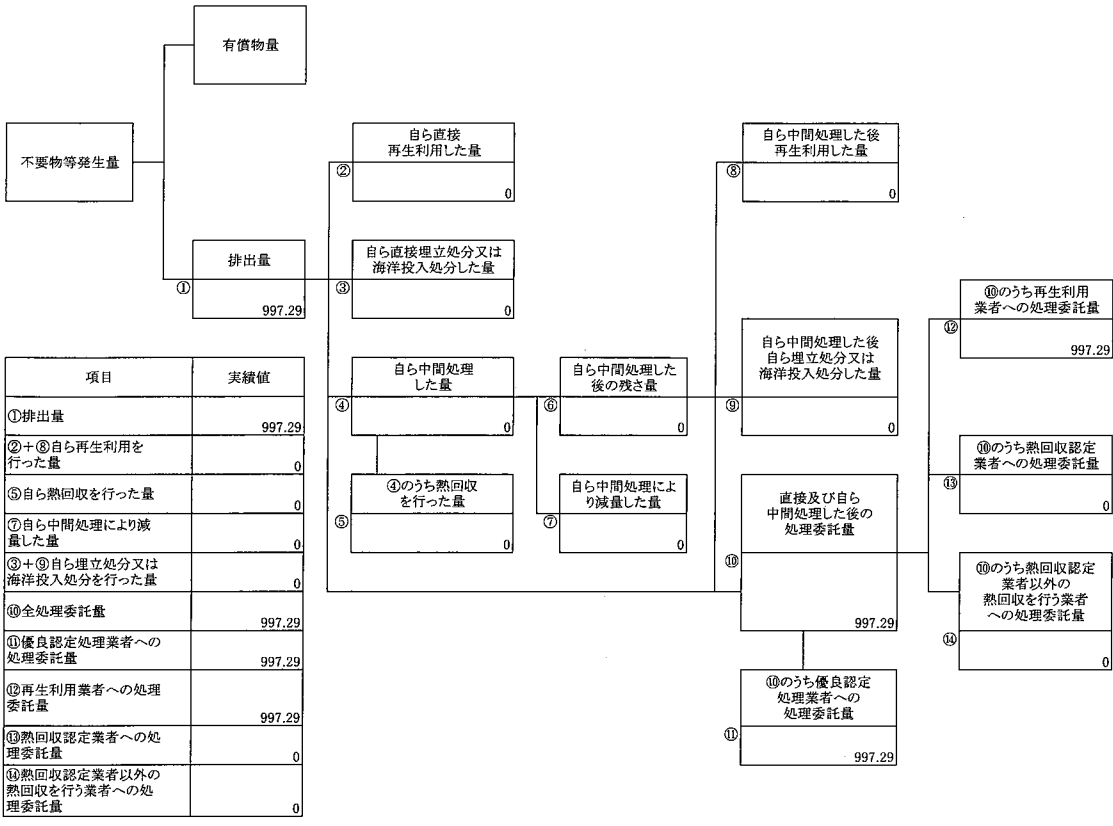 有償物量
不要物等発生量
自ら直接
再生利用した量
②
0
自ら中間処理した後
再生利用した量
⑧
0
排出量
①
997.29
自ら直接埋立処分又は
海洋投入処分した量
③
0
⑩のうち再生利用
業者への処理委託量
⑫
997.29
自ら中間処理
した量
④
0
自ら中間処理した
後の残さ量
⑥
0
自ら中間処理した後
自ら埋立処分又は
海洋投入処分した量
⑨
0
④のうち熱回収
を行った量
⑤
0
自ら中間処理によ
り減量した量
⑦
0
直接及び自ら
中間処理した後の
処理委託量
⑩
997.29
⑩のうち熱回収認定
業者への処理委託量
⑬
0
⑩のうち熱回収認定
業者以外の
熱回収を行う業者
への処理委託量
⑭
0
⑩のうち優良認定
処理業者への
処理委託量
⑪
997.29
項目 実績値
①排出量 997.29
②+⑧自ら再生利用を
行った量 0
⑤自ら熱回収を行った量 0
⑦自ら中間処理により減
量した量 0
③+⑨自ら埋立処分又は
海洋投入処分を行った量 0
⑩全処理委託量 997.29
⑪優良認定処理業者への
処理委託量 997.29
⑫再生利用業者への処理
委託量 997.29
⑬熱回収認定業者への処
理委託量 0
⑭熱回収認定業者以外の
熱回収を行う業者への処
理委託量 0